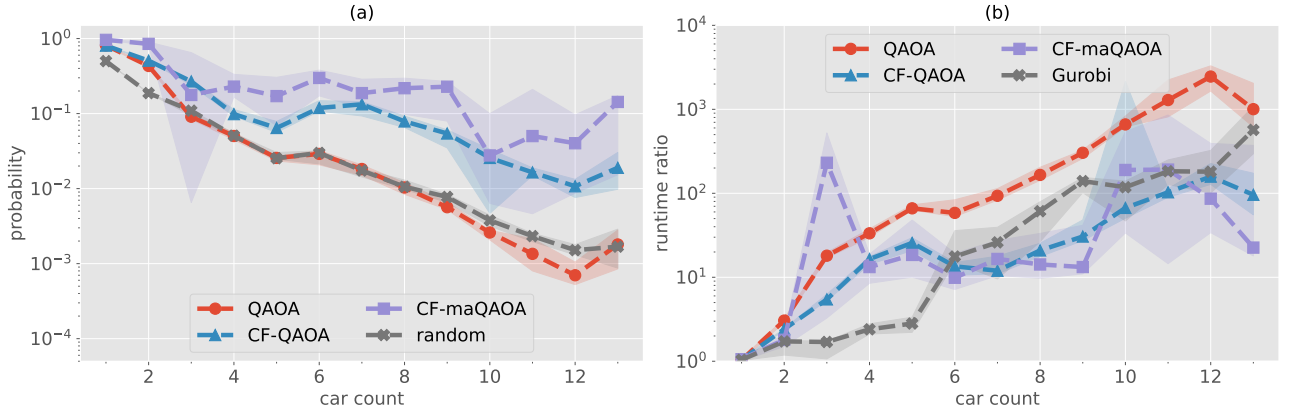 (a)
probability
10⁰
10⁻¹
10⁻²
10⁻³
10⁻⁴
QAOA
CF-QAOA
CF-maQAOA
random
2 4 6 8 10 12
car count
(b)
runtime ratio
10⁴
10³
10²
10¹
10⁰
QAOA
CF-QAOA
CF-maQAOA
Gurobi
2 4 6 8 10 12
car count